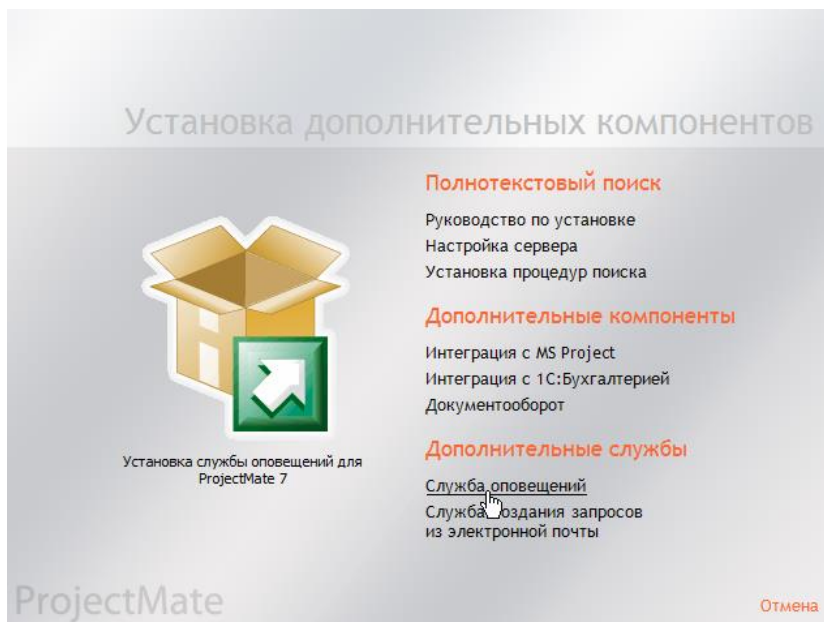 Установка дополнительных компонентов
Полнотекстовый поиск
Руководство по установке
Настройка сервера
Установка процедур поиска
Дополнительные компоненты
Интеграция с MS Project
Интеграция с 1С:Бухгалтерией
Документооборот
Дополнительные службы
Служба оповещений
Служба создания запросов
из электронной почты
Установка службы оповещений для
ProjectMate 7
ProjectMate
Отмена